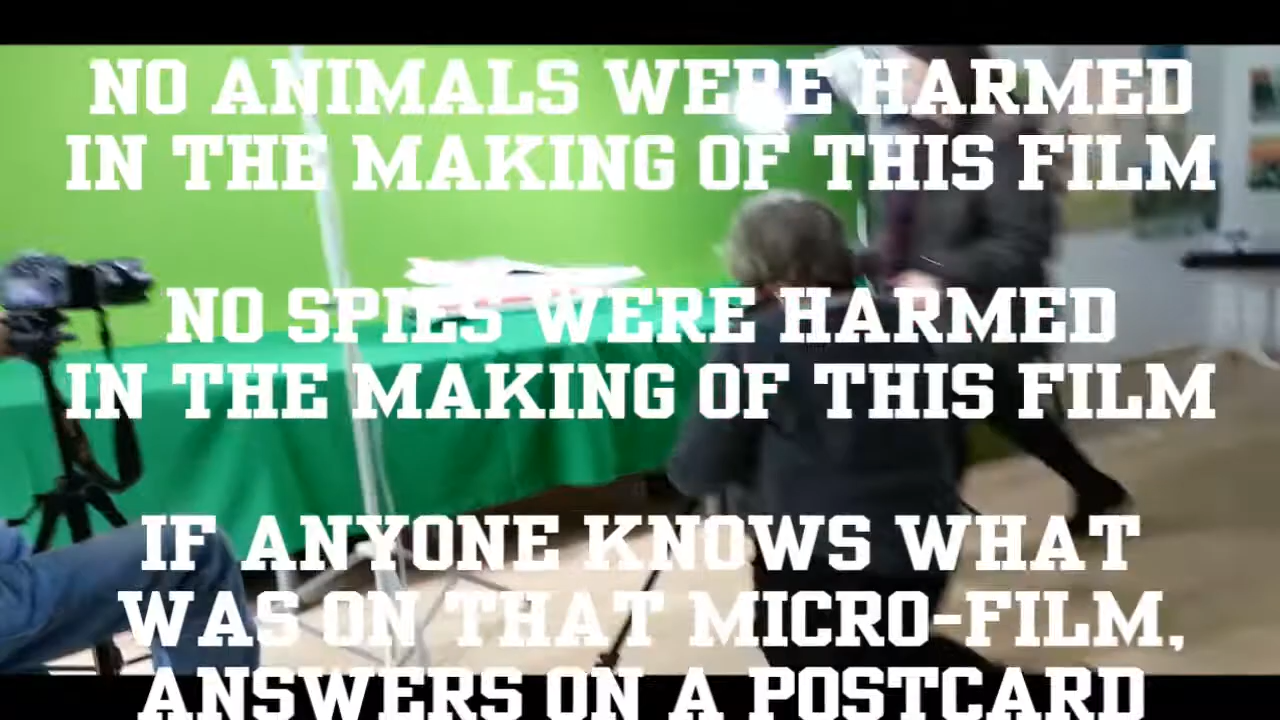 NO ANIMALS WERE HARMED
IN THE MAKING OF THIS FILM
NO SPIES WERE HARMED
IN THE MAKING OF THIS FILM
IF ANYONE KNOWS WHAT
WAS ON THAT MICRO-FILM,
ANSWERS ON A POSTCARD